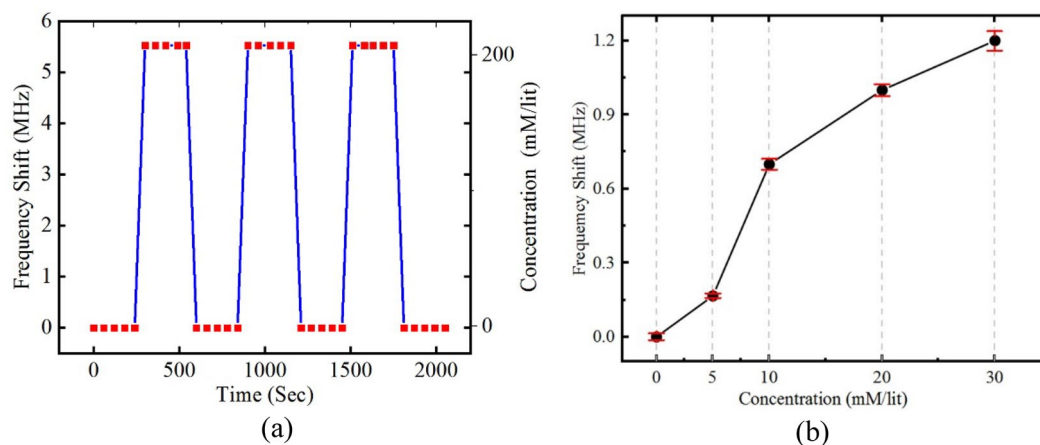 6
5
4
3
2
1
0
Frequency Shift (MHz)
200
0
Concentration (mM/lit)
0 500 1000 1500 2000
Time (Sec)
(a)
1.2
0.9
0.6
0.3
0.0
Frequemcy Shift (MHz)
0 5 10 20 30
Concentration (mM/lit)
(b)